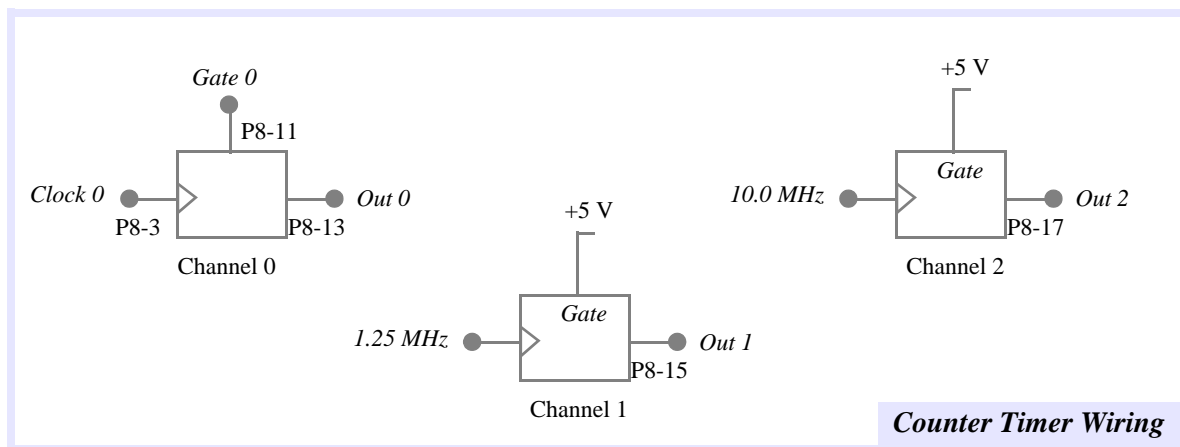 Gate 0
P8-11
Clock 0
P8-3
Out 0
P8-13
Channel 0
+5 V
Gate
1.25 MHz
Out 1
P8-15
Channel 1
+5 V
Gate
10.0 MHz
Out 2
P8-17
Channel 2
Counter Timer Wiring